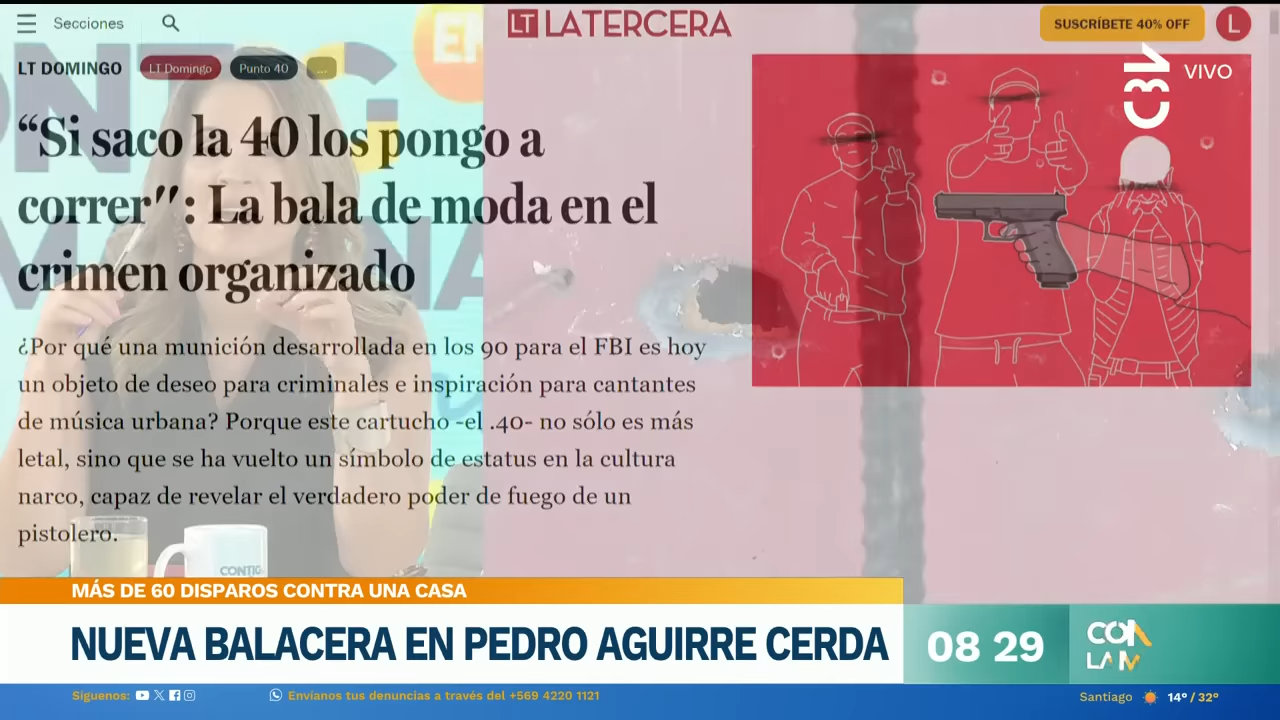 Secciones
LT LATERCERA
SUSCRÍBETE 40% OFF
L
LT DOMINGO
LT Domingo
Punto 40
...
CHV
VIVO
“Si saco la 40 los pongo a
correr”: La bala de moda en el
crimen organizado
¿Por qué una munición desarrollada en los 90 para el FBI es hoy
un objeto de deseo para criminales e inspiración para cantantes
de música urbana? Porque este cartucho -el .40- no sólo es más
letal, sino que se ha vuelto un símbolo de estatus en la cultura
narco, capaz de revelar el verdadero poder de fuego de un
pistolero.
CONTIG
MÁS DE 60 DISPAROS CONTRA UNA CASA
NUEVA BALACERA EN PEDRO AGUIRRE CERDA
08 29
Síguenos:
Envíanos tus denuncias a través del +569 4220 1121
Santiago
14° / 32°